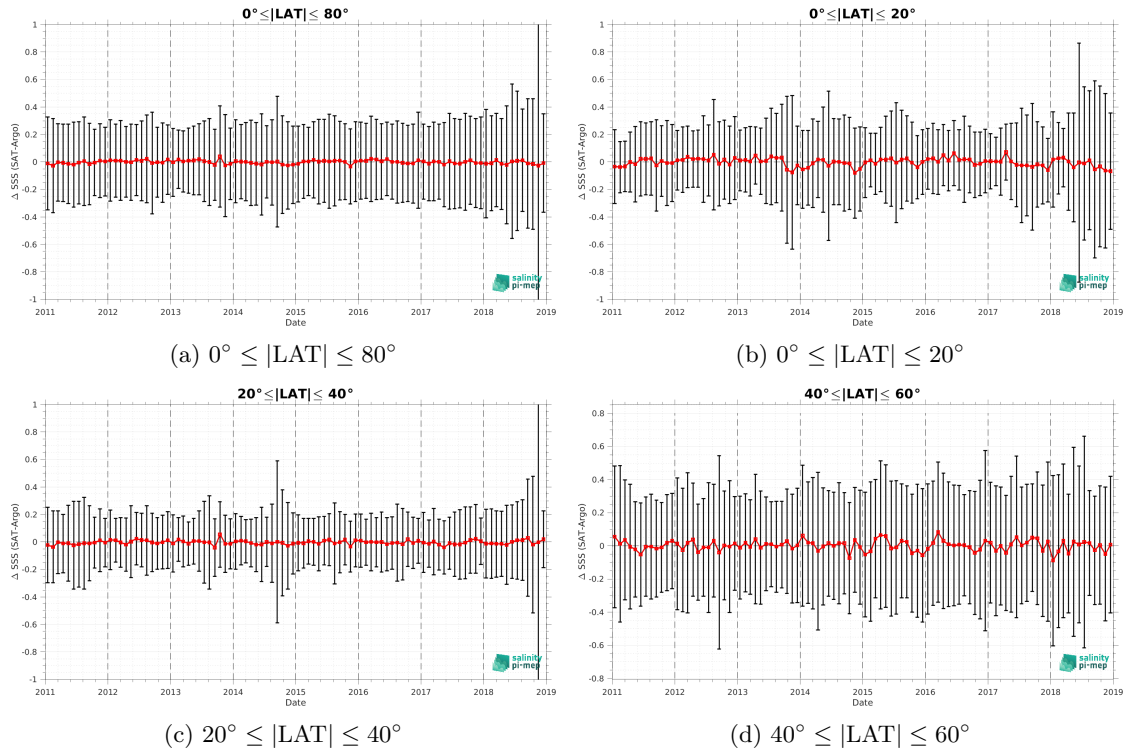 0°≤|LAT|≤ 80°
1
0.8
0.6
0.4
0.2
0
-0.2
-0.4
-0.6
-0.8
-1
Δ SSS (SAT-Argo)
2011 2012 2013 2014 2015 2016 2017 2018 2019
Date
salinity
pi-mep
(a) 0° ≤ |LAT| ≤ 80°
0°≤|LAT|≤ 20°
1
0.8
0.6
0.4
0.2
0
-0.2
-0.4
-0.6
-0.8
-1
Δ SSS (SAT-Argo)
2011 2012 2013 2014 2015 2016 2017 2018 2019
Date
salinity
pi-mep
(b) 0° ≤ |LAT| ≤ 20°
20°≤|LAT|≤ 40°
1
0.8
0.6
0.4
0.2
0
-0.2
-0.4
-0.6
-0.8
-1
Δ SSS (SAT-Argo)
2011 2012 2013 2014 2015 2016 2017 2018 2019
Date
salinity
pi-mep
(c) 20° ≤ |LAT| ≤ 40°
40°≤|LAT|≤ 60°
0.8
0.6
0.4
0.2
0
-0.2
-0.4
-0.6
-0.8
Δ SSS (SAT-Argo)
2011 2012 2013 2014 2015 2016 2017 2018 2019
Date
salinity
pi-mep
(d) 40° ≤ |LAT| ≤ 60°